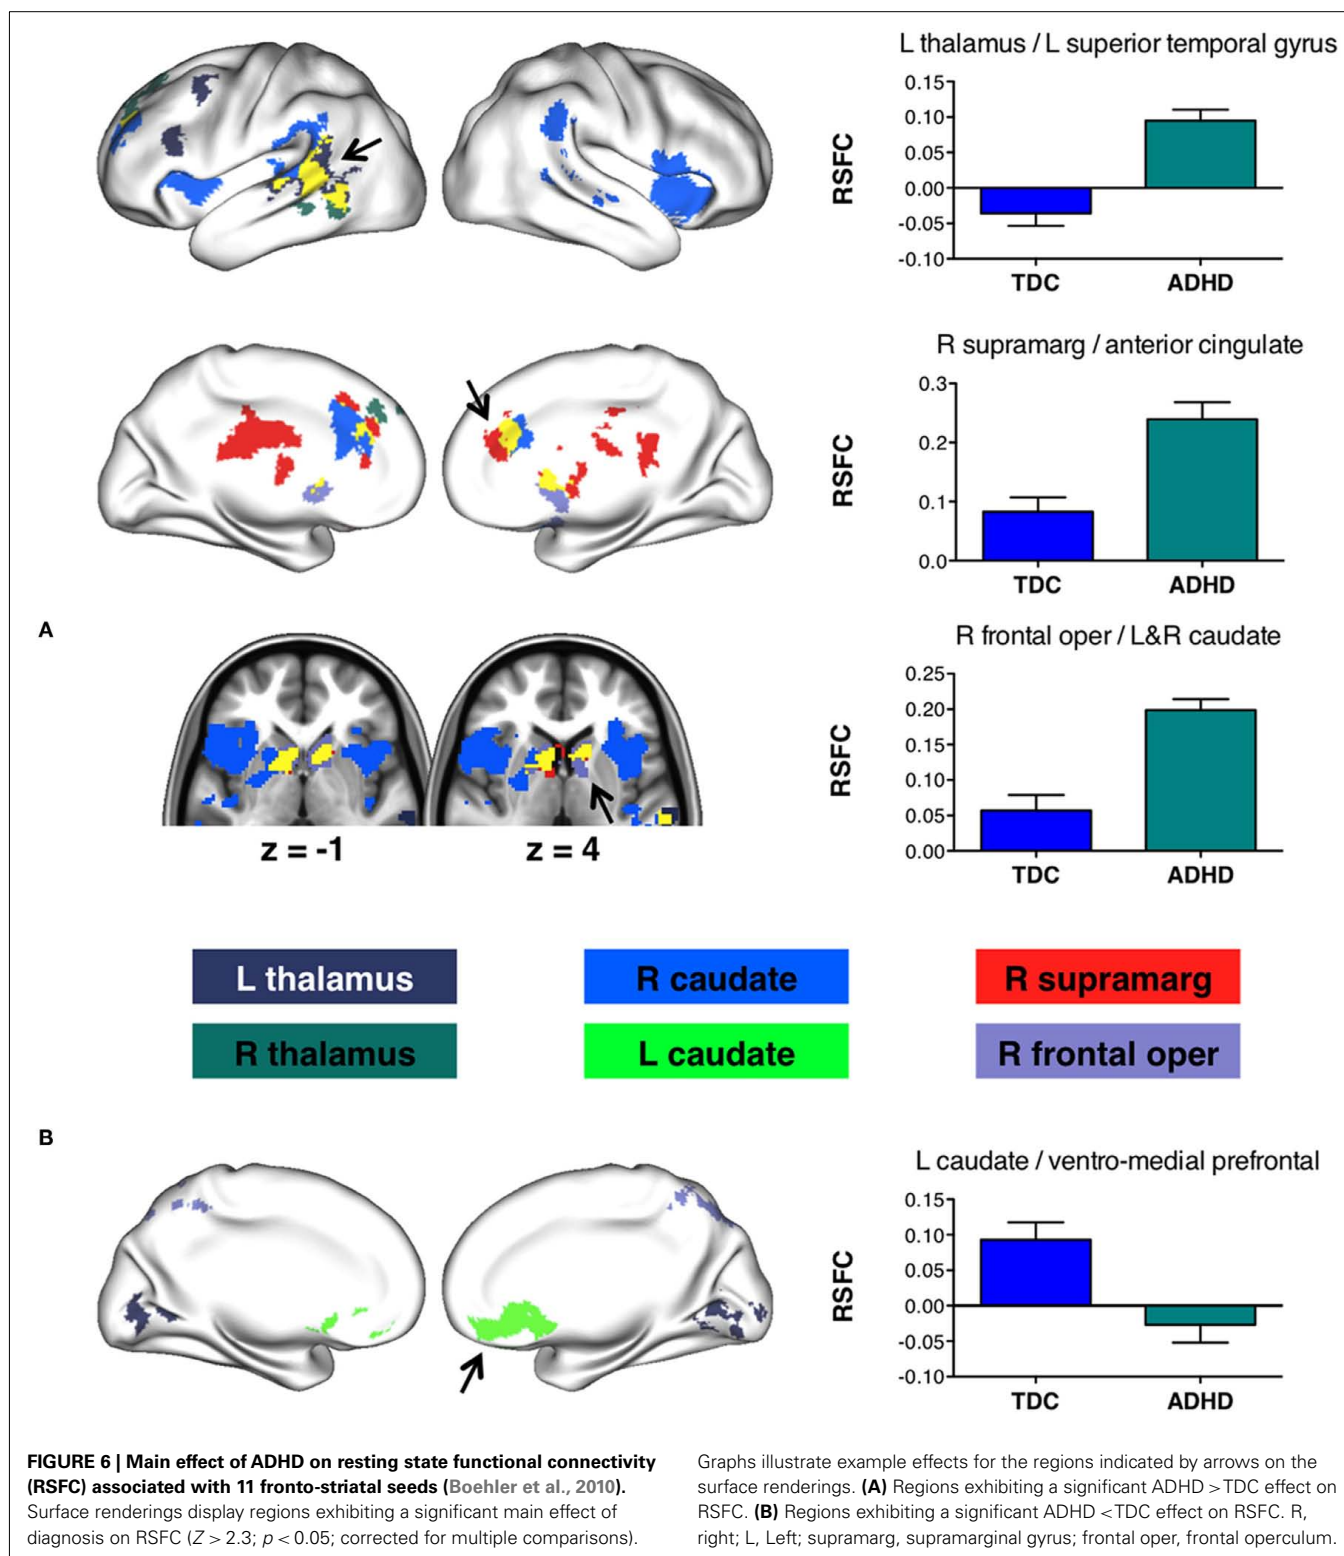 L thalamus / L superior temporal gyrus
RSFC
0.15
0.10
0.05
0.00
-0.05
-0.10
TDC ADHD
R supramarg / anterior cingulate
RSFC
0.3
0.2
0.1
0.0
TDC ADHD
A
z = -1 z = 4
R frontal oper / L&R caudate
RSFC
0.25
0.20
0.15
0.10
0.05
0.00
TDC ADHD
L thalamus R caudate R supramarg
R thalamus L caudate R frontal oper
B
L caudate / ventro-medial prefrontal
RSFC
0.15
0.10
0.05
0.00
-0.05
-0.10
TDC ADHD
FIGURE 6 | Main effect of ADHD on resting state functional connectivity
(RSFC) associated with 11 fronto-striatal seeds (Boehler et al., 2010).
Surface renderings display regions exhibiting a significant main effect of
diagnosis on RSFC (Z > 2.3; p < 0.05; corrected for multiple comparisons).
Graphs illustrate example effects for the regions indicated by arrows on the
surface renderings. (A) Regions exhibiting a significant ADHD > TDC effect on
RSFC. (B) Regions exhibiting a significant ADHD < TDC effect on RSFC. R,
right; L, Left; supramarg, supramarginal gyrus; frontal oper, frontal operculum.